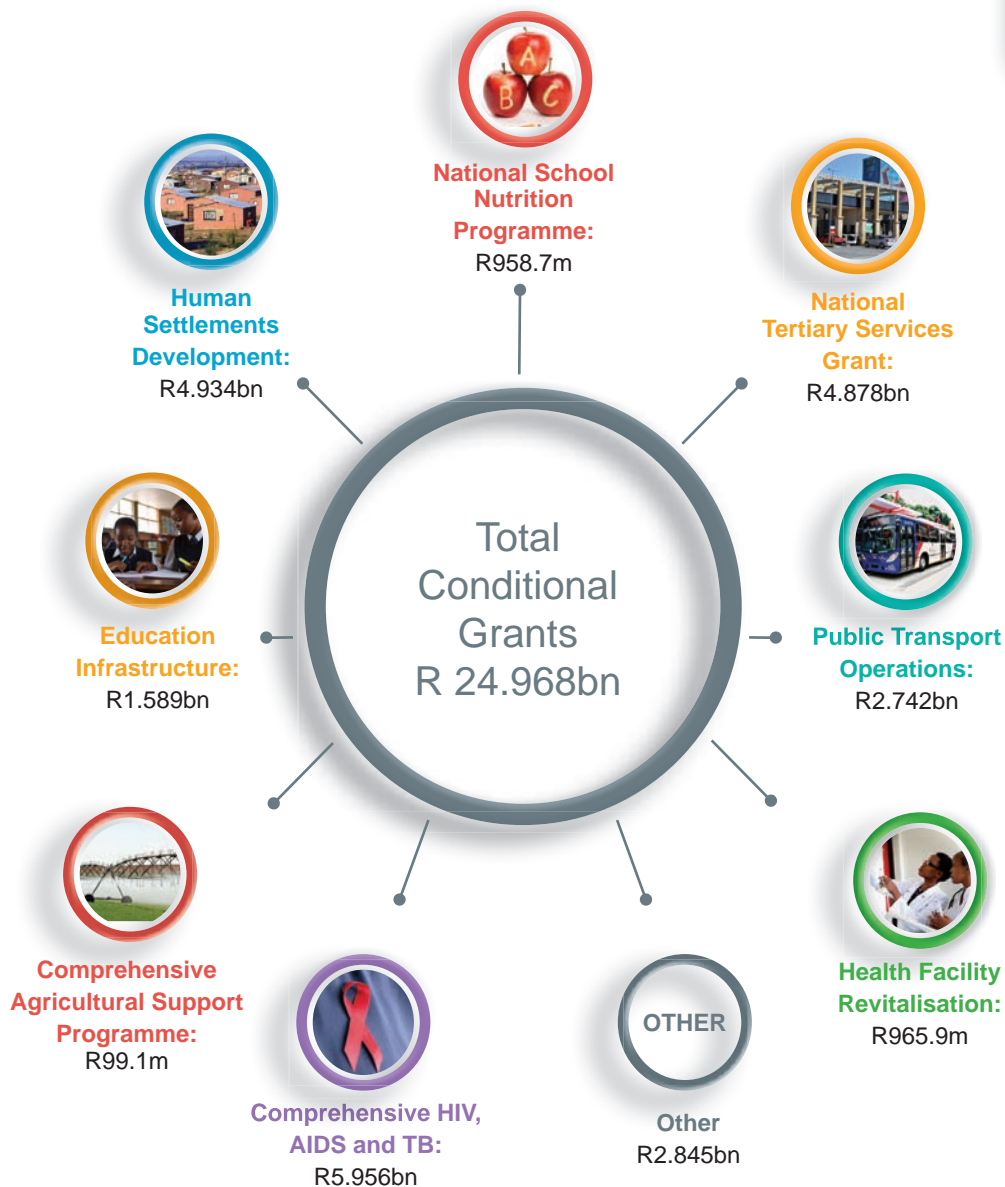 A
B C
National School
Nutrition
Programme:
R958.7m
National
Tertiary Services
Grant:
R4.878bn
Public Transport
Operations:
R2.742bn
Health Facility
Revitalisation:
R965.9m
OTHER
Other
R2.845bn
Comprehensive HIV,
AIDS and TB:
R5.956bn
Comprehensive
Agricultural Support
Programme:
R99.1m
Education
Infrastructure:
R1.589bn
Human
Settlements
Development:
R4.934bn
Total
Conditional
Grants
R 24.968bn